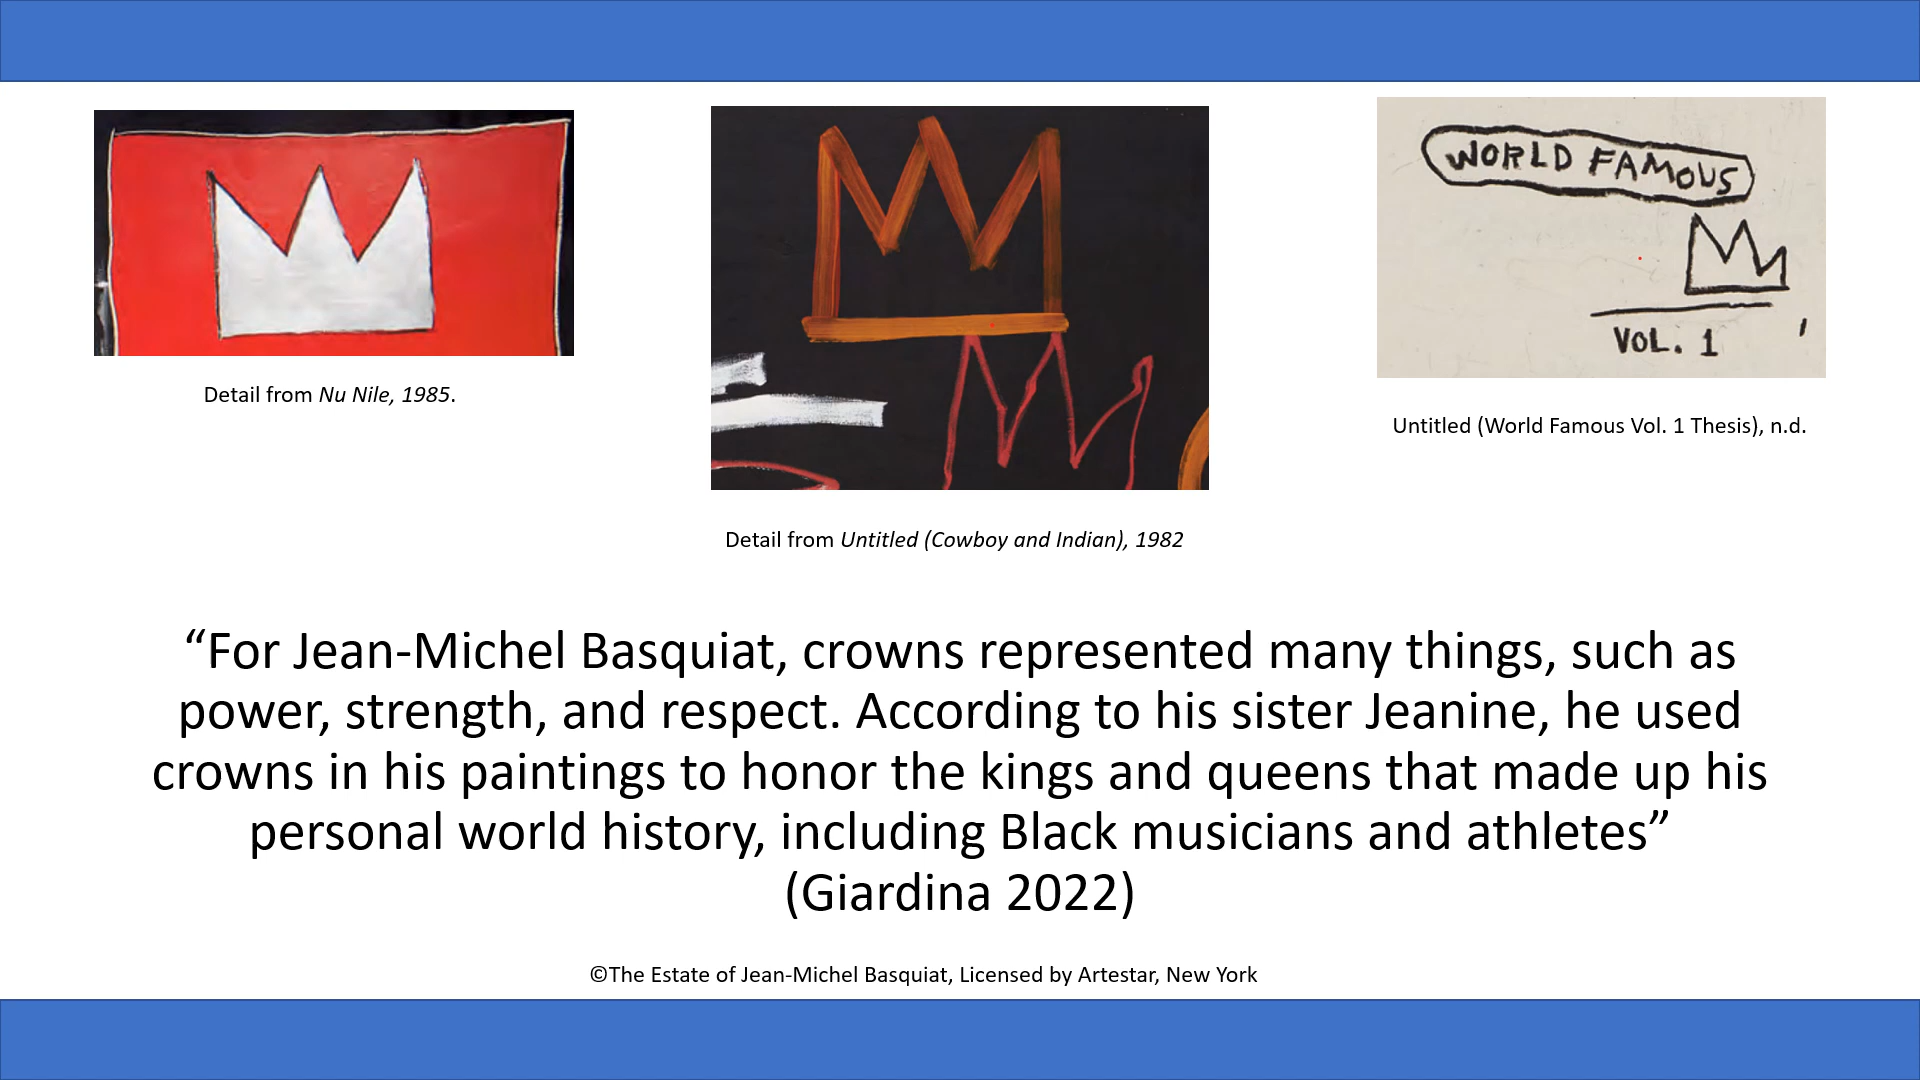 WORLD FAMOUS
VOL. 1
Detail from Nu Nile, 1985.
Untitled (World Famous Vol. 1 Thesis), n.d.
Detail from Untitled (Cowboy and Indian), 1982
“For Jean-Michel Basquiat, crowns represented many things, such as
power, strength, and respect. According to his sister Jeanine, he used
crowns in his paintings to honor the kings and queens that made up his
personal world history, including Black musicians and athletes”
(Giardina 2022)
©The Estate of Jean-Michel Basquiat, Licensed by Artestar, New York